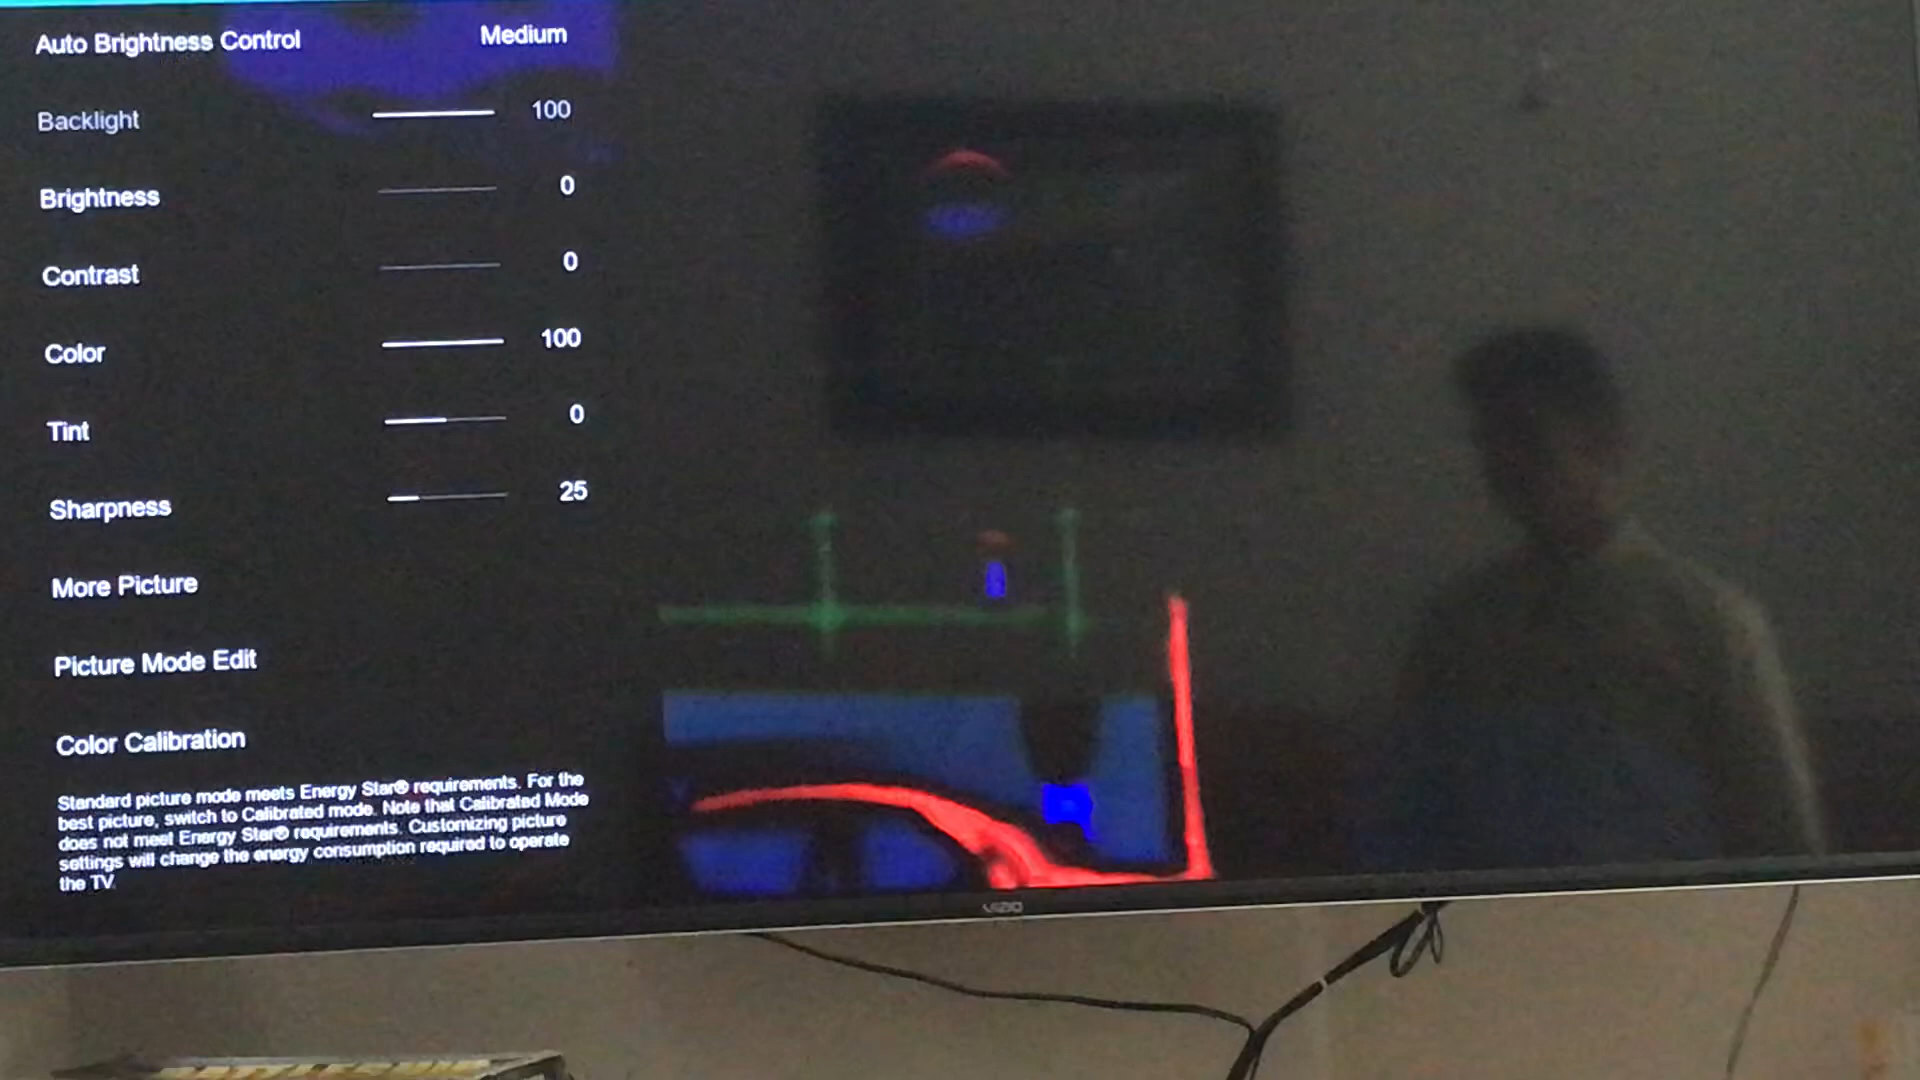 Auto Brightness Control Medium
Backlight 100
Brightness 0
Contrast 0
Color 100
Tint 0
Sharpness 25
More Picture
Picture Mode Edit
Color Calibration
Standard picture mode meets Energy Star® requirements. For the
best picture, switch to Calibrated mode. Note that Calibrated Mode
does not meet Energy Star® requirements. Customizing picture
settings will change the energy consumption required to operate
the TV.
VIZIO